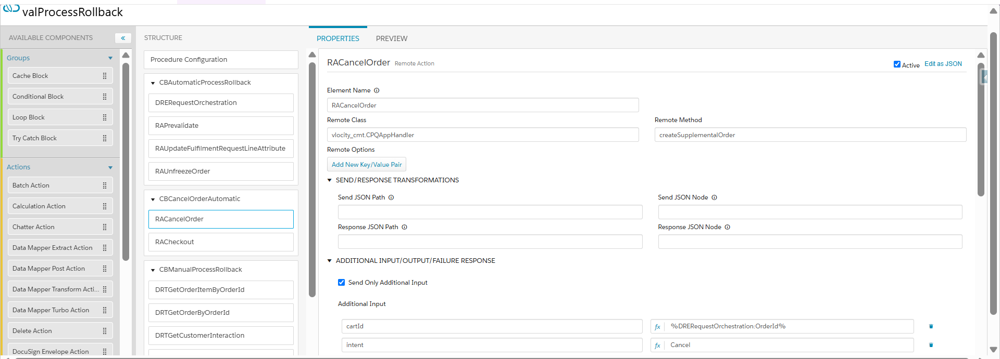 valProcessRollback
AVAILABLE COMPONENTS
Groups
Cache Block
Conditional Block
Loop Block
Try Catch Block
Actions
Batch Action
Calculation Action
Chatter Action
Data Mapper Extract Action
Data Mapper Post Action
Data Mapper Transform Acti...
Data Mapper Turbo Action
Delete Action
DocuSign Envelope Action
STRUCTURE
Procedure Configuration
CBAutomaticProcessRollback
DRERequestOrchestration
RAPrevalidate
RAUpdateFulfilmentRequestLineAttribute
RAUnfreezeOrder
CBCancelOrderAutomatic
RACancelOrder
RACheckout
CBManualProcessRollback
DRTGetOrderItemByOrderId
DRTGetOrderByOrderId
DRTGetCustomerInteraction
PROPERTIES PREVIEW
RACancelOrder Remote Action
Active Edit as JSON
Element Name
RACancelOrder
Remote Class Remote Method
vlocity_cmt.CPQAppHandler createSupplementalOrder
Remote Options
Add New Key/Value Pair
SEND/RESPONSE TRANSFORMATIONS
Send JSON Path Send JSON Node
Response JSON Path Response JSON Node
ADDITIONAL INPUT/OUTPUT/FAILURE RESPONSE
Send Only Additional Input
Additional Input
cartId fx %DRERequestOrchestration:OrderId%
intent fx Cancel